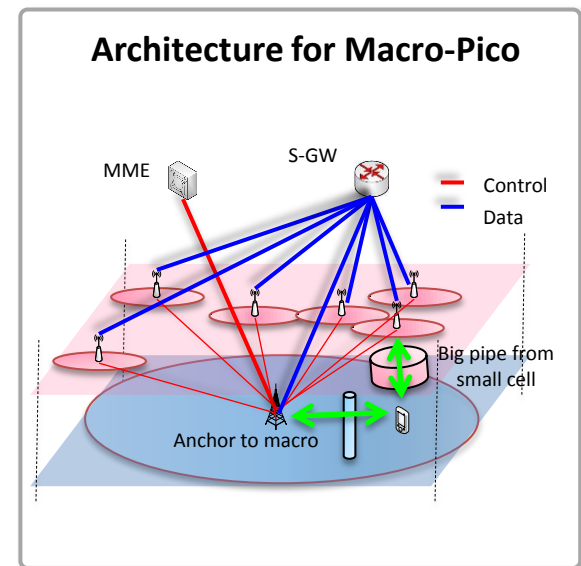 Architecture for Macro-Pico
S-GW
MME
Control
Data
Big pipe from
small cell
Anchor to macro